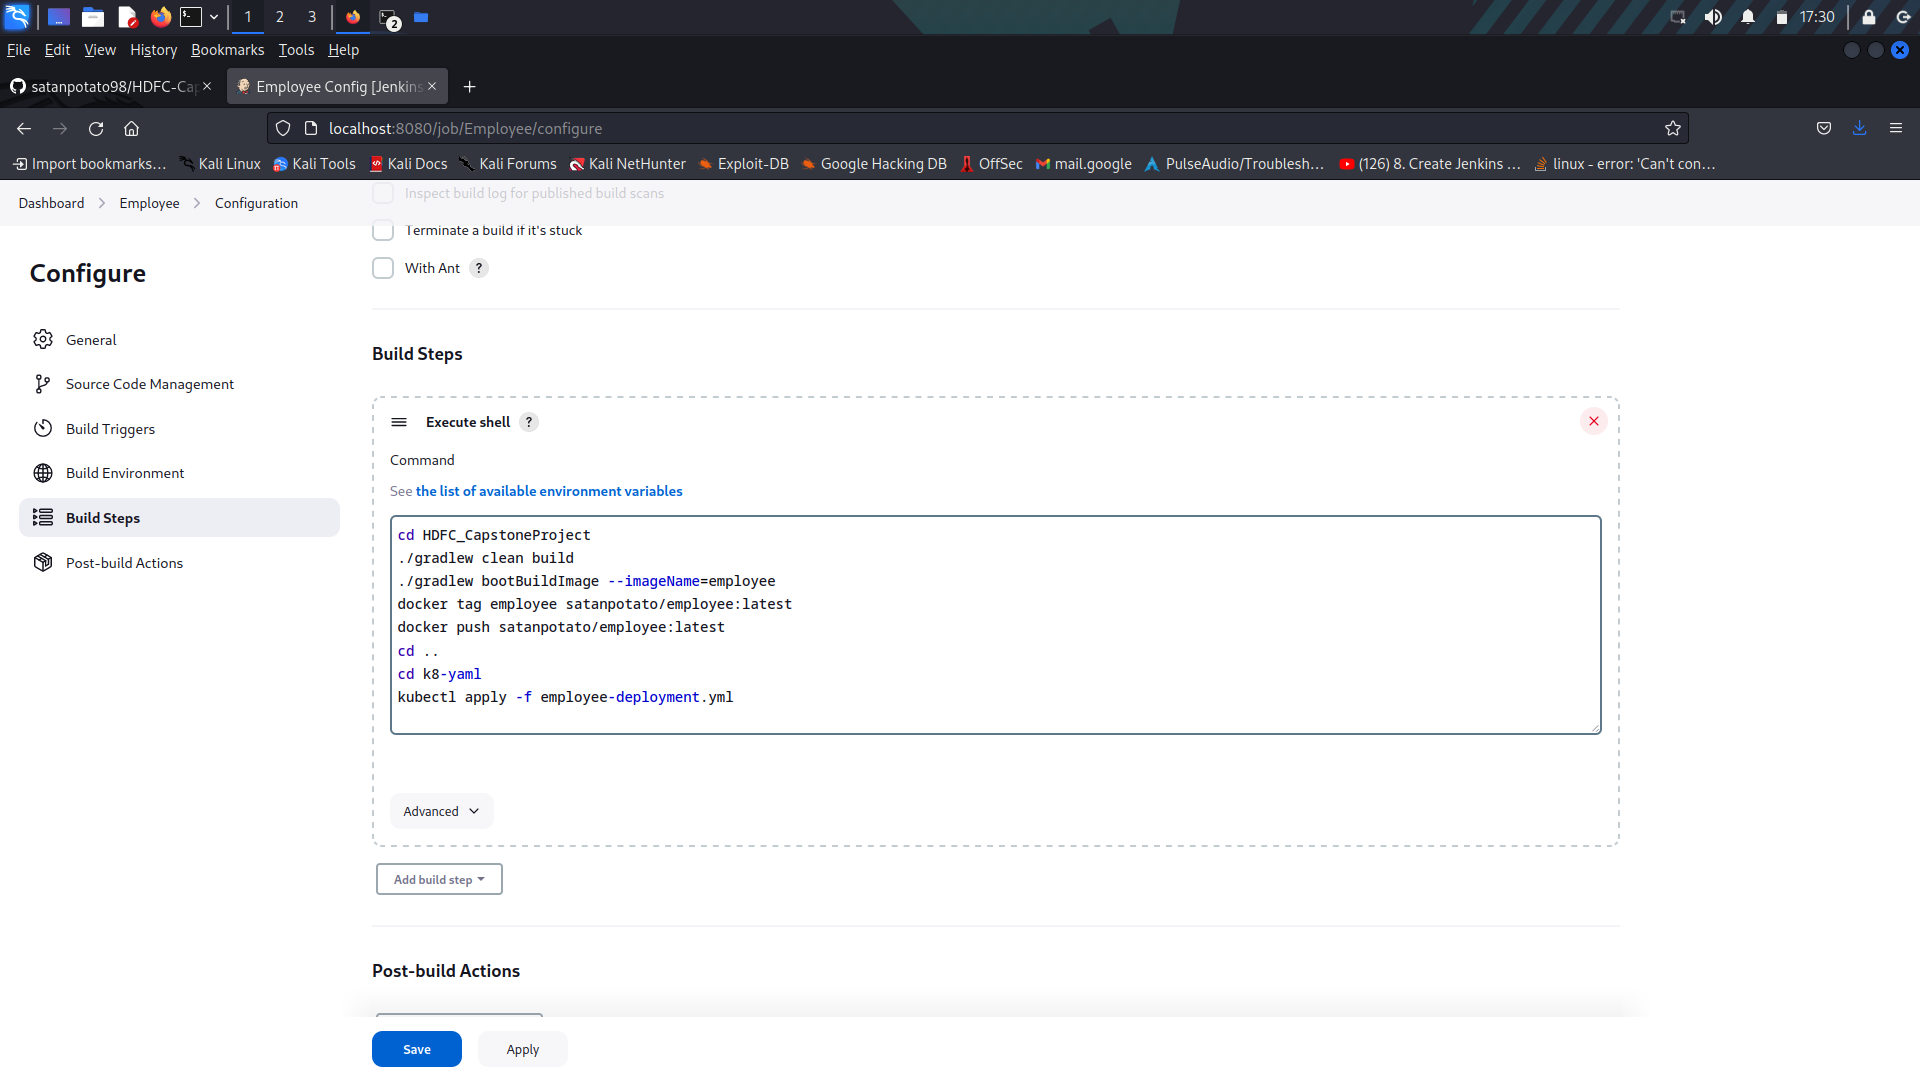 1 2 3 2 17:30
File Edit View History Bookmarks Tools Help
satanpotato98/HDFC-Cap Employee Config [Jenkins
localhost:8080/job/Employee/configure
Import bookmarks... Kali Linux Kali Tools Kali Docs Kali Forums Kali NetHunter Exploit-DB Google Hacking DB OffSec mail.google PulseAudio/Troublesh... (126) 8. Create Jenkins ... linux - error: 'Can't con...
Dashboard > Employee > Configuration
Inspect build log for published build scans
Terminate a build if it's stuck
With Ant ?
Configure
General
Source Code Management
Build Triggers
Build Environment
Build Steps
Post-build Actions
Build Steps
Execute shell ?
Command
See the list of available environment variables
cd HDFC_CapstoneProject
./gradlew clean build
./gradlew bootBuildImage --imageName=employee
docker tag employee satanpotato/employee:latest
docker push satanpotato/employee:latest
cd ..
cd k8-yaml
kubectl apply -f employee-deployment.yml
Advanced
Add build step
Post-build Actions
Save Apply